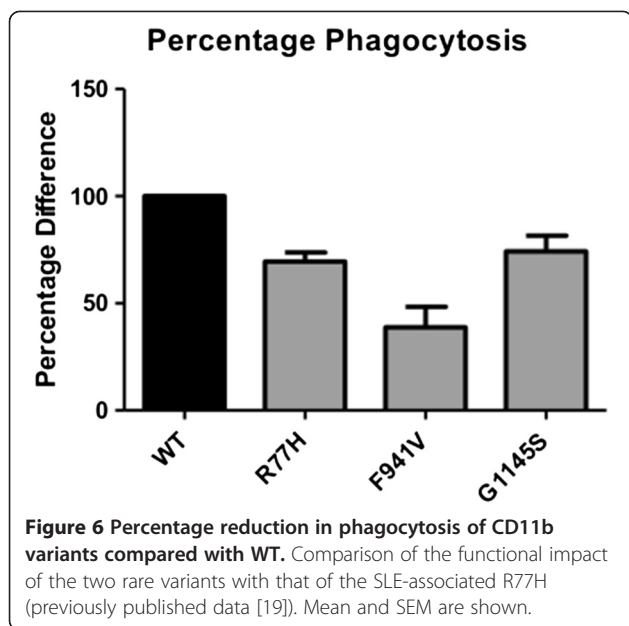 Percentage Phagocytosis
Percentage Difference
150
100
50
0
WT
R77H
F941V
G1145S
Figure 6 Percentage reduction in phagocytosis of CD11b
variants compared with WT. Comparison of the functional impact
of the two rare variants with that of the SLE-associated R77H
(previously published data [19]). Mean and SEM are shown.